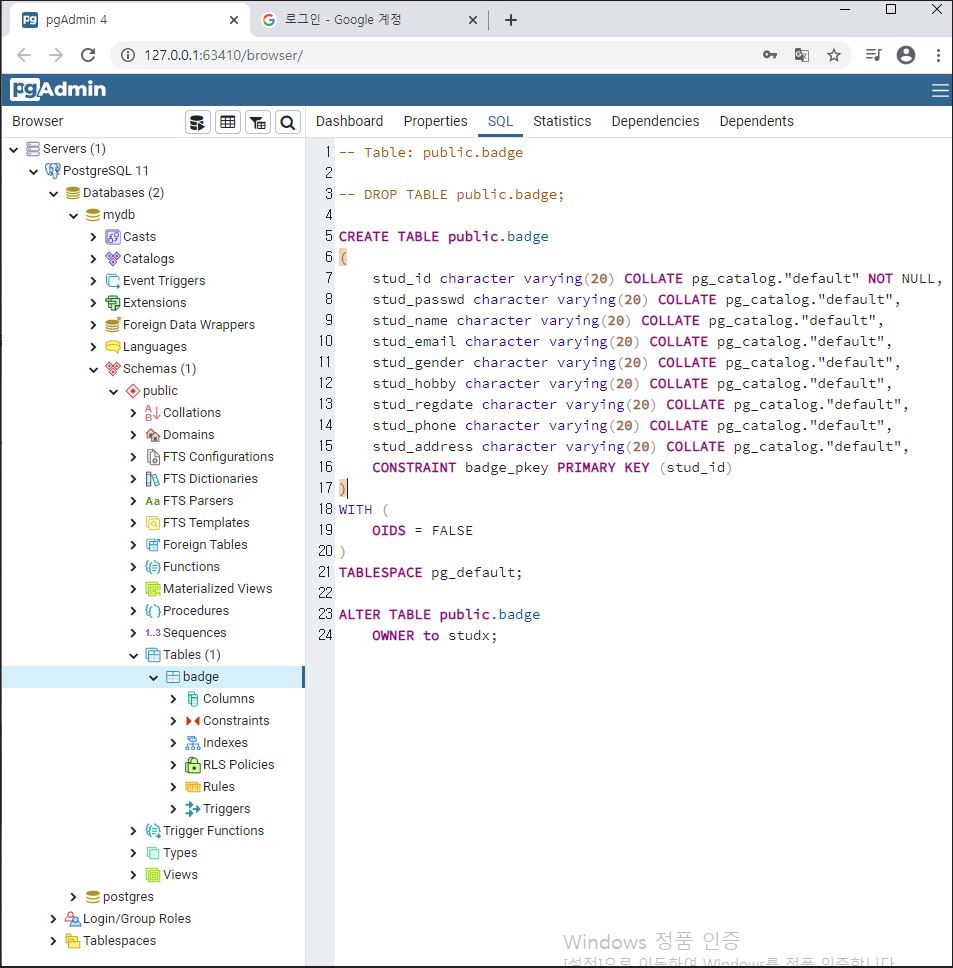 pgAdmin 4
로그인 - Google 계정
127.0.0.1:63410/browser/
pgAdmin
Browser
Dashboard Properties SQL Statistics Dependencies Dependents
Servers (1)
PostgreSQL 11
Databases (2)
mydb
Casts
Catalogs
Event Triggers
Extensions
Foreign Data Wrappers
Languages
Schemas (1)
public
Collations
Domains
FTS Configurations
FTS Dictionaries
Aa FTS Parsers
FTS Templates
Foreign Tables
Functions
Materialized Views
Procedures
1..3 Sequences
Tables (1)
badge
Columns
Constraints
Indexes
RLS Policies
Rules
Triggers
Trigger Functions
Types
Views
postgres
Login/Group Roles
Tablespaces
1 -- Table: public.badge
2
3 -- DROP TABLE public.badge;
4
5 CREATE TABLE public.badge
6 (
7 stud_id character varying(20) COLLATE pg_catalog."default" NOT NULL,
8 stud_passwd character varying(20) COLLATE pg_catalog."default",
9 stud_name character varying(20) COLLATE pg_catalog."default",
10 stud_email character varying(20) COLLATE pg_catalog."default",
11 stud_gender character varying(20) COLLATE pg_catalog."default",
12 stud_hobby character varying(20) COLLATE pg_catalog."default",
13 stud_regdate character varying(20) COLLATE pg_catalog."default",
14 stud_phone character varying(20) COLLATE pg_catalog."default",
15 stud_address character varying(20) COLLATE pg_catalog."default",
16 CONSTRAINT badge_pkey PRIMARY KEY (stud_id)
17 )
18 WITH (
19 OIDS = FALSE
20 )
21 TABLESPACE pg_default;
22
23 ALTER TABLE public.badge
24 OWNER to studx;
Windows 정품 인증
[설정]으로 이동하여 Windows를 정품 인증합니다.